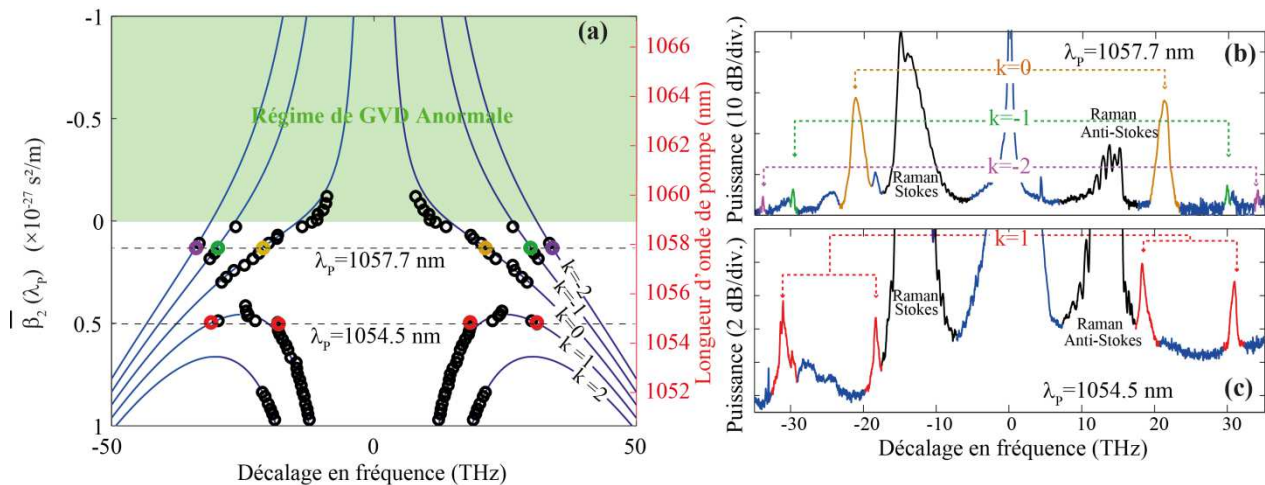 (a)
Régime de GVD Anormale
λP=1057.7 nm
λP=1054.5 nm
k=-2
k=-1
k=0
k=1
k=2
-1
-0.5
0
0.5
1
β2 (λP) (×10⁻²⁷ s²/m)
-50
0
50
Décalage en fréquence (THz)
1066
1065
1064
1063
1062
1061
1060
1059
1058
1056
1054
1052
Longueur d'onde de pompe (nm)
(b)
λP=1057.7 nm
k=0
k=-1
k=-2
Raman
Anti-Stokes
Raman
Stokes
Puissance (10 dB/div.)
k=1
Raman
Stokes
Raman
Anti-Stokes
λP=1054.5 nm
(c)
Puissance (2 dB/div.)
-30
-20
-10
0
10
20
30
Décalage en fréquence (THz)